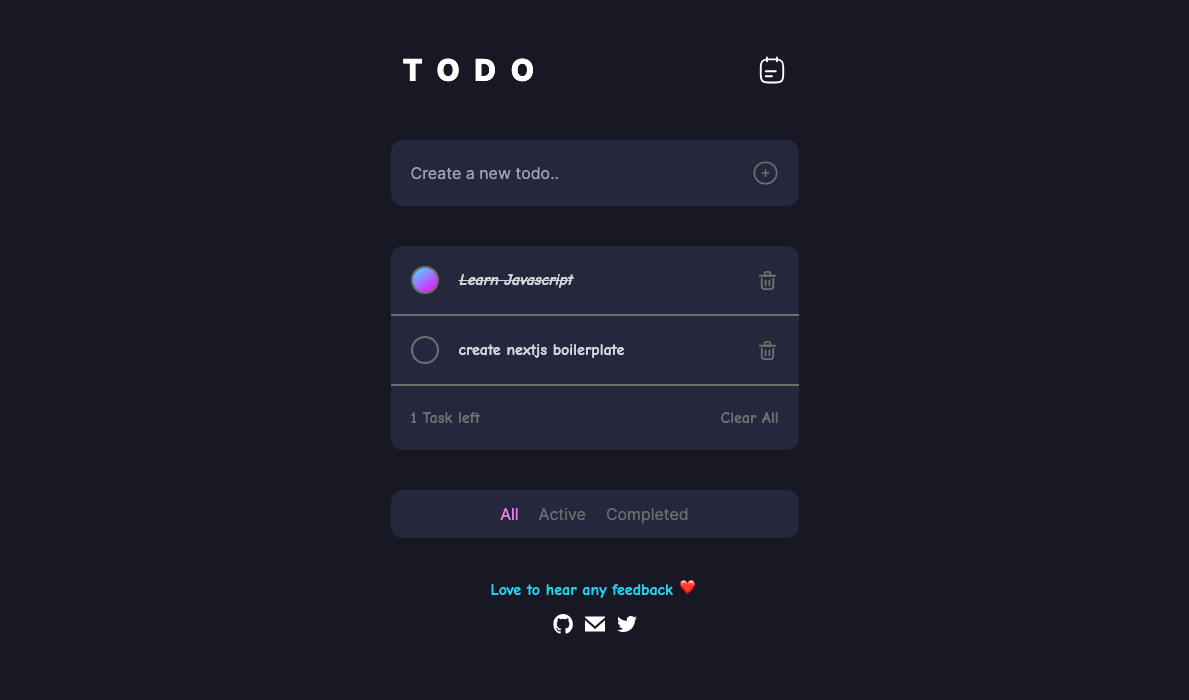 TODO
Create a new todo..
Learn Javascript
create nextjs boilerplate
1 Task left Clear All
All Active Completed
Love to hear any feedback ❤️